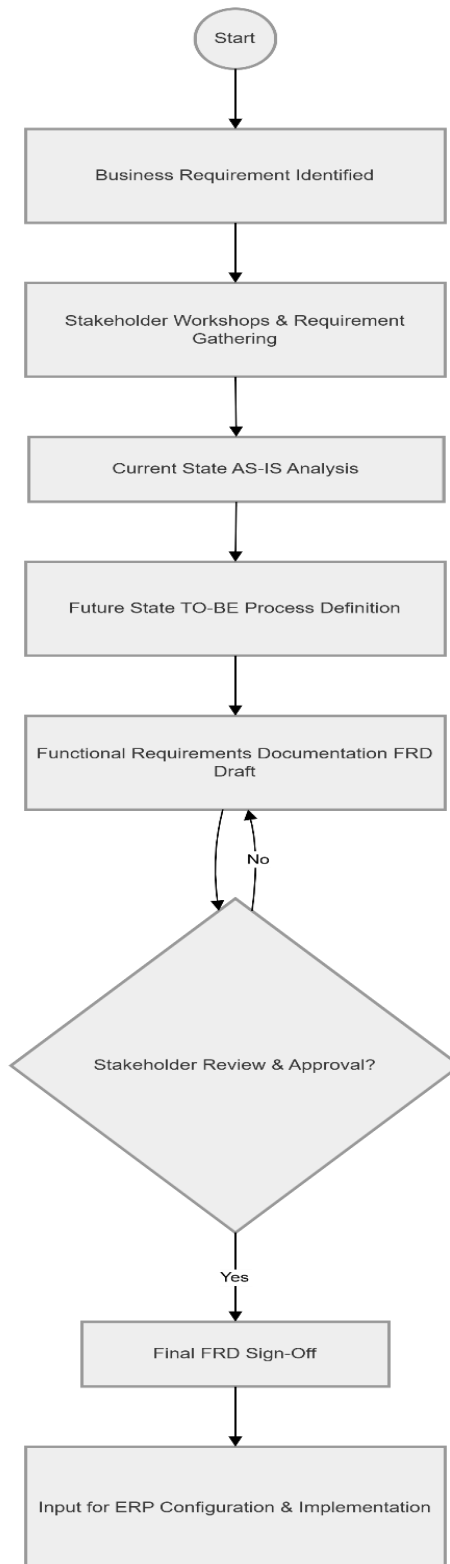 Start
Business Requirement Identified
Stakeholder Workshops & Requirement
Gathering
Current State AS-IS Analysis
Future State TO-BE Process Definition
Functional Requirements Documentation FRD
Draft
No
Stakeholder Review & Approval?
Yes
Final FRD Sign-Off
Input for ERP Configuration & Implementation